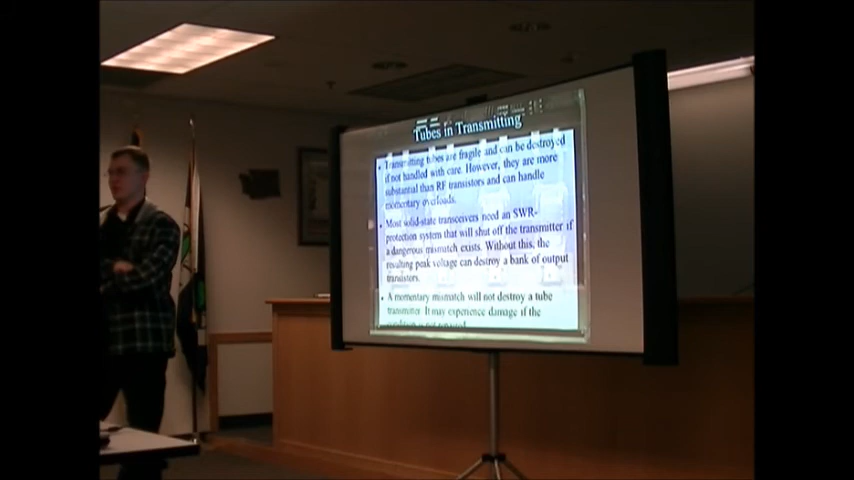 Tubes in Transmitting
• Transmitting tubes are fragile and can be destroyed
if not handled with care. However, they are more
substantial than RF transistors and can handle
momentary overloads.
• Most solid-state transceivers need an SWR-
protection system that will shut off the transmitter if
a dangerous mismatch exists. Without this, the
resulting peak voltage can destroy a bank of output
transistors.
• A momentary mismatch will not destroy a tube
transmitter. It may experience damage if the